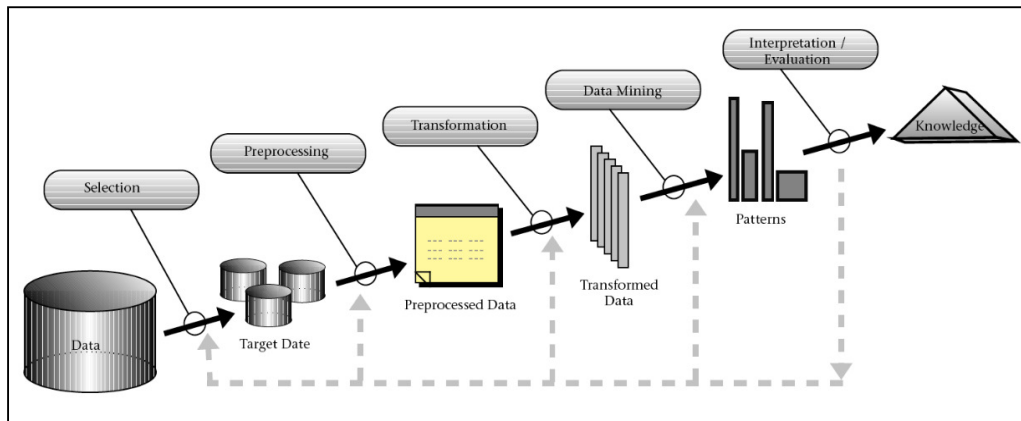 Interpretation /
Evaluation
Data Mining
Transformation
Preprocessing
Selection
Data
Target Date
Preprocessed Data
Transformed
Data
Patterns
Knowledge